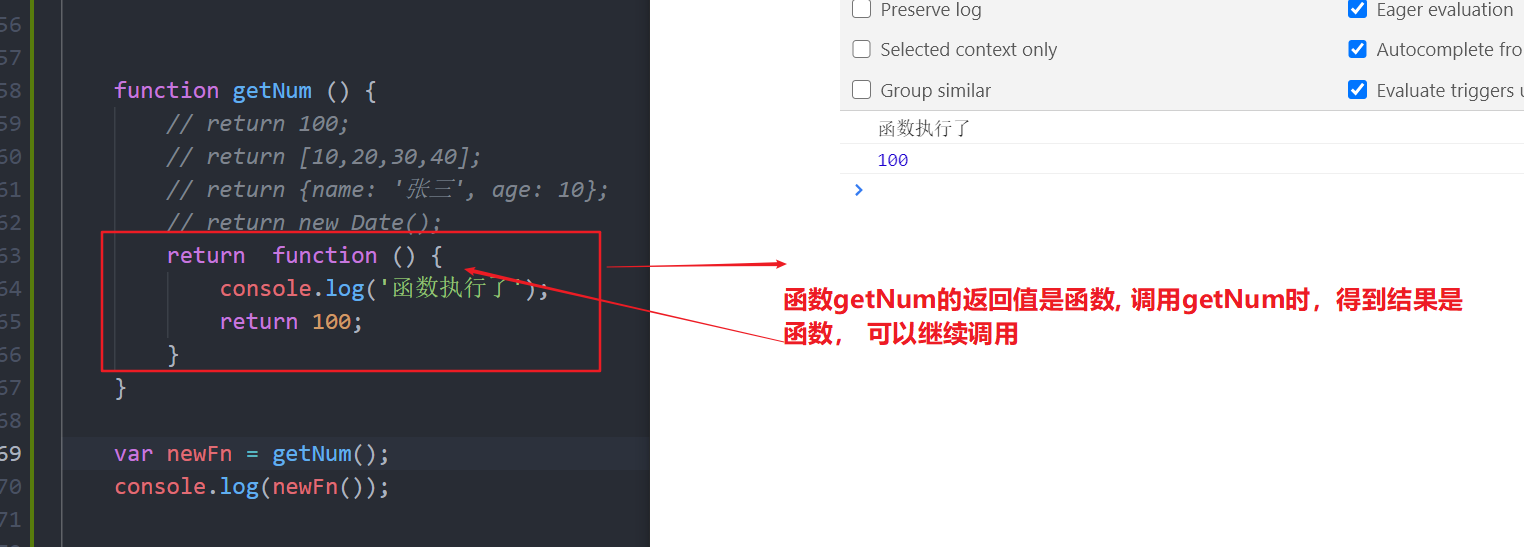 56
57
58 function getNum () {
59 // return 100;
60 // return [10,20,30,40];
61 // return {name: '张三', age: 10};
62 // return new Date();
63 return function () {
64 console.log('函数执行了');
65 return 100;
66 }
67 }
68
69 var newFn = getNum();
70 console.log(newFn());
71
Preserve log
Eager evaluation
Selected context only
Autocomplete fro
Group similar
Evaluate triggers u
函数执行了
100
函数getNum的返回值是函数, 调用getNum时，得到结果是
函数， 可以继续调用